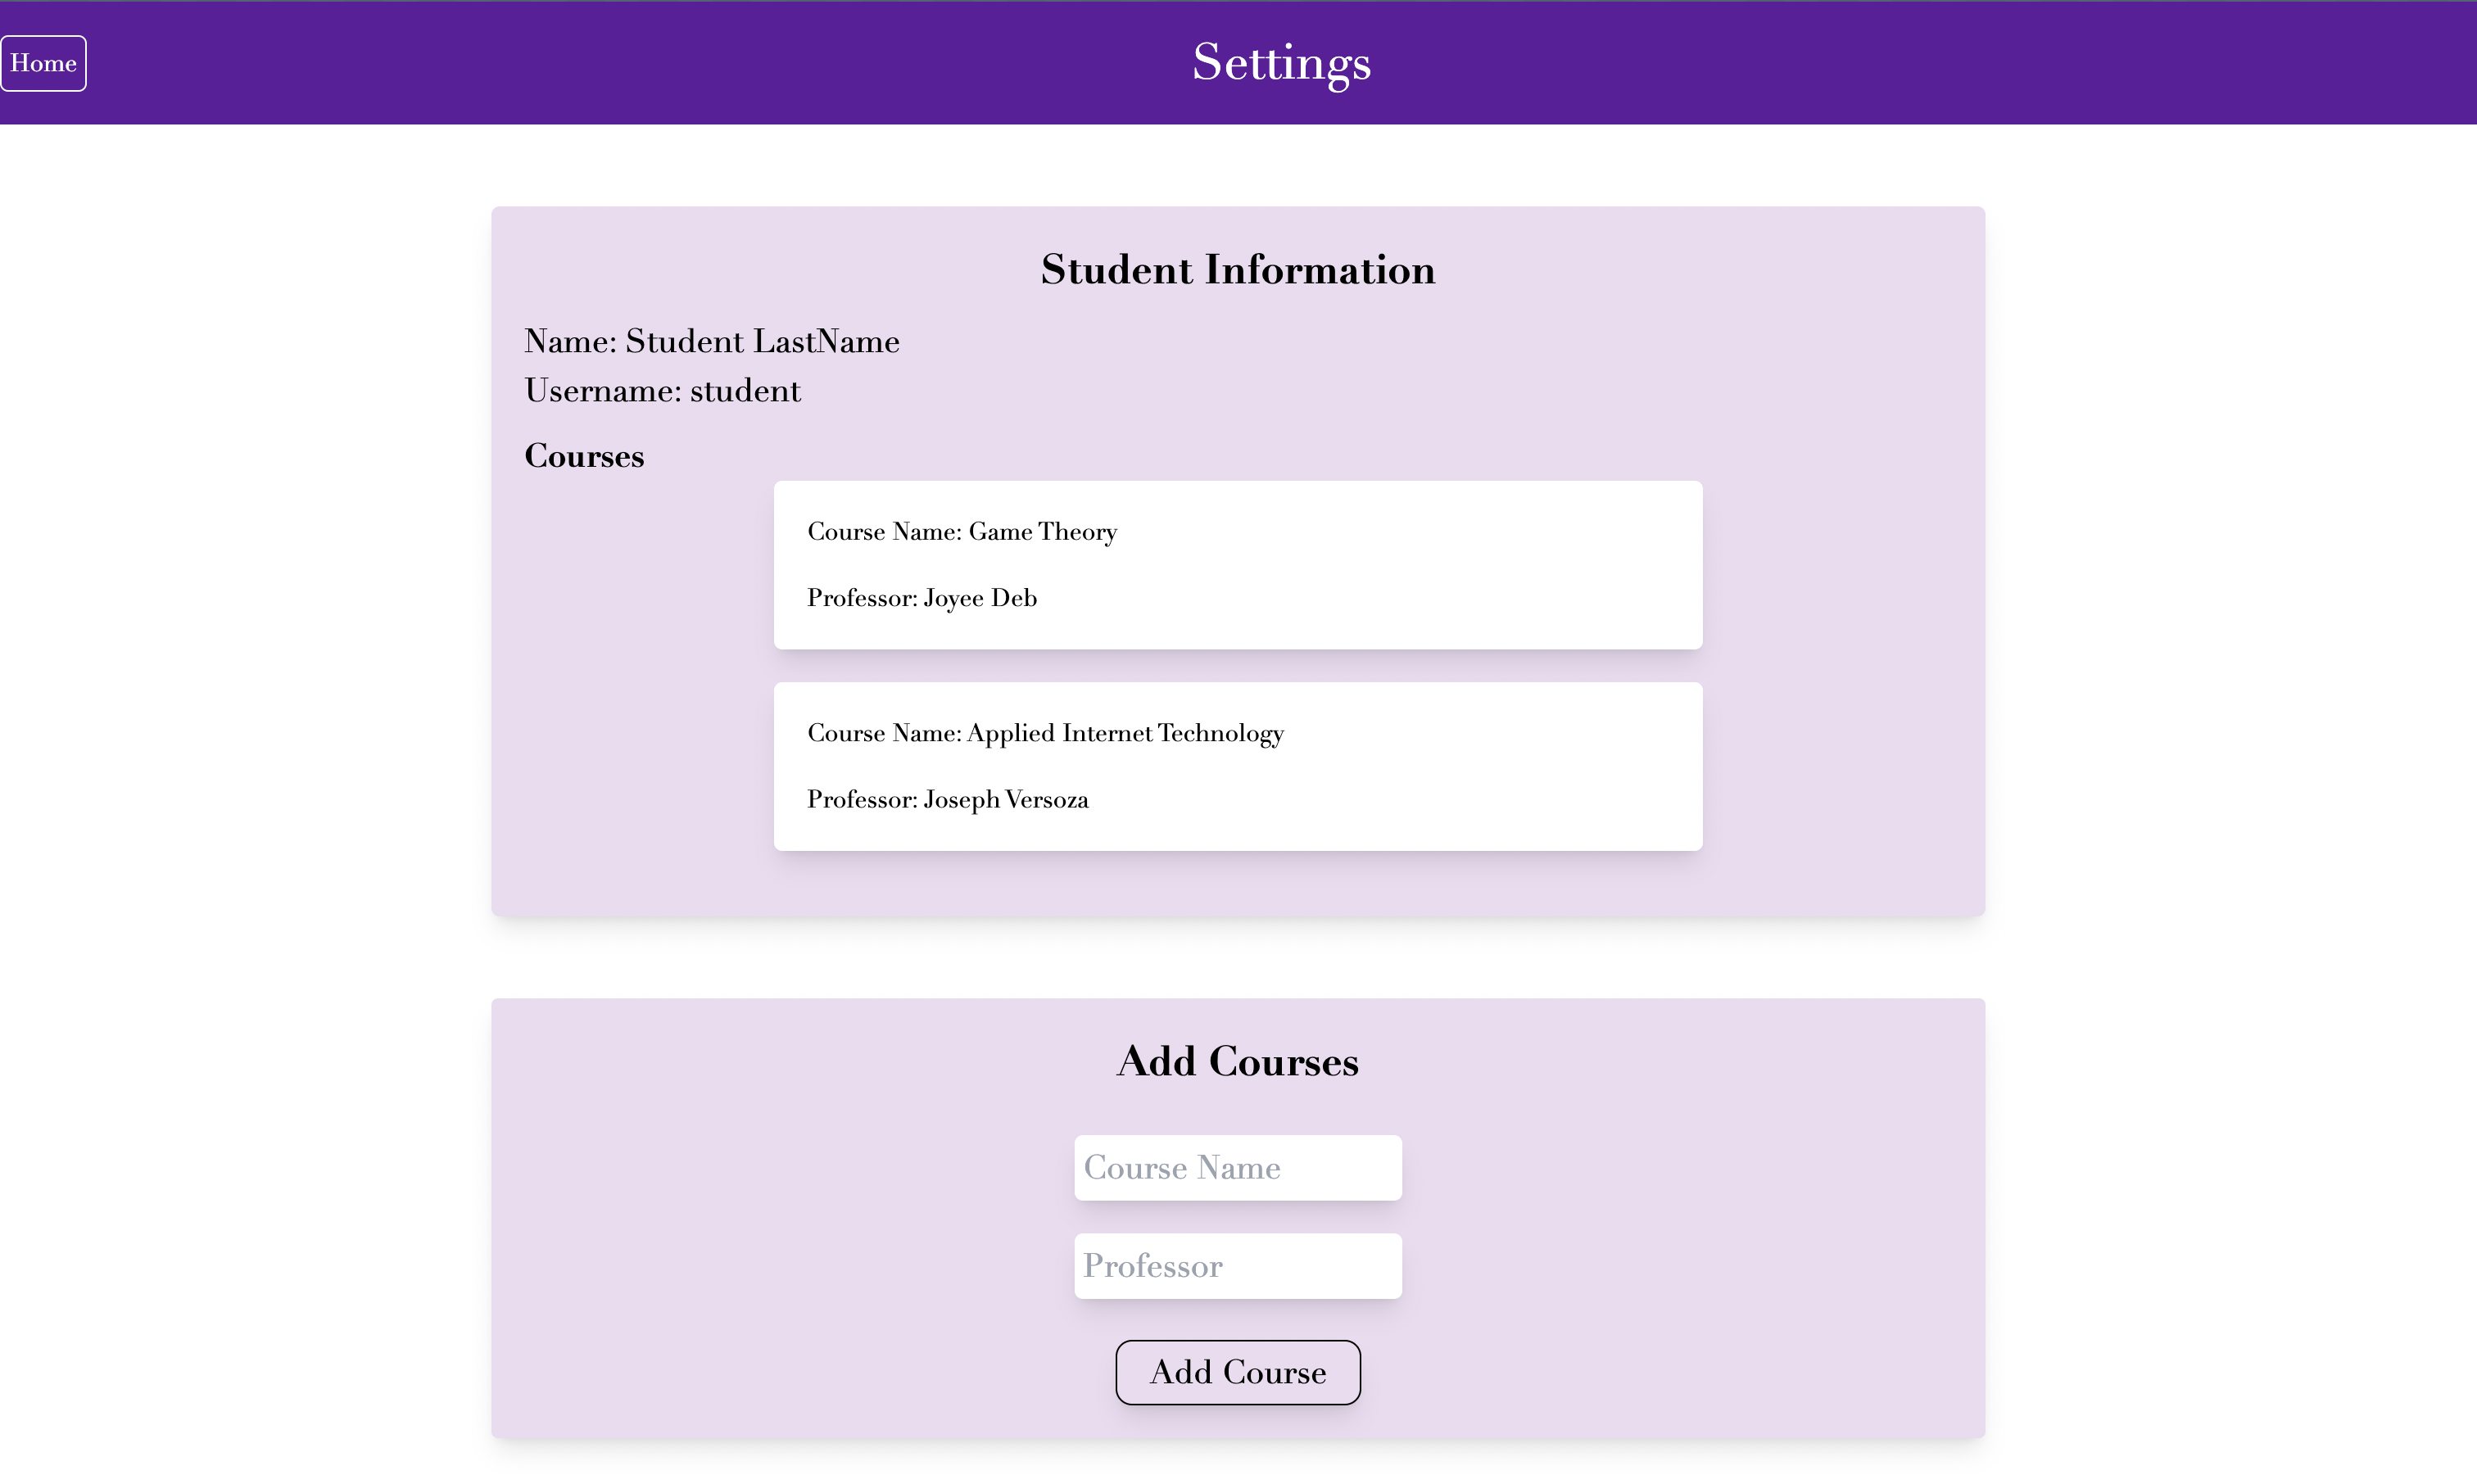 Home
Settings
Student Information
Name: Student LastName
Username: student
Courses
Course Name: Game Theory
Professor: Joyee Deb
Course Name: Applied Internet Technology
Professor: Joseph Versoza
Add Courses
Course Name
Professor
Add Course